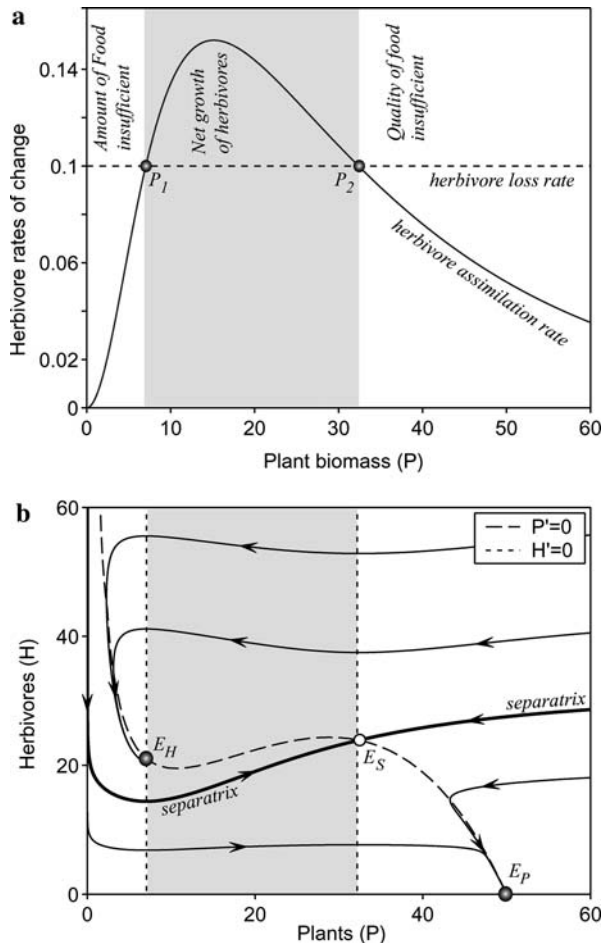 a
Amount of Food
insufficient
Net growth
of herbivores
Quality of food
insufficient
0.14
0.1
0.06
0.02
0
P1
P2
herbivore loss rate
herbivore assimilation rate
Herbivore rates of change
0 10 20 30 40 50 60
Plant biomass (P)
b
60
40
20
0
P'=0
H'=0
Herbivores (H)
separatrix
EH
ES
separatrix
EP
0 20 40 60
Plants (P)